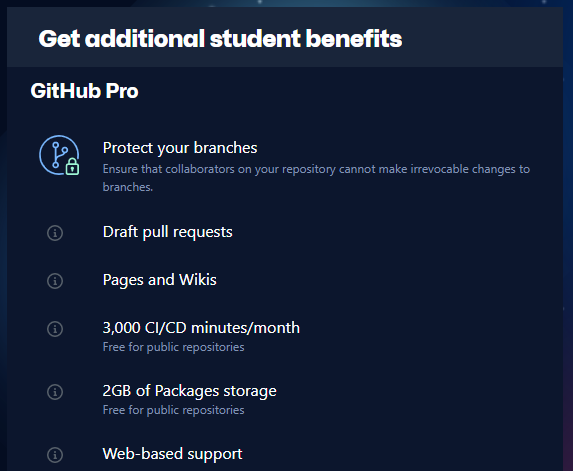 Get additional student benefits
GitHub Pro
Protect your branches
Ensure that collaborators on your repository cannot make irrevocable changes to
branches.
Draft pull requests
Pages and Wikis
3,000 CI/CD minutes/month
Free for public repositories
2GB of Packages storage
Free for public repositories
Web-based support